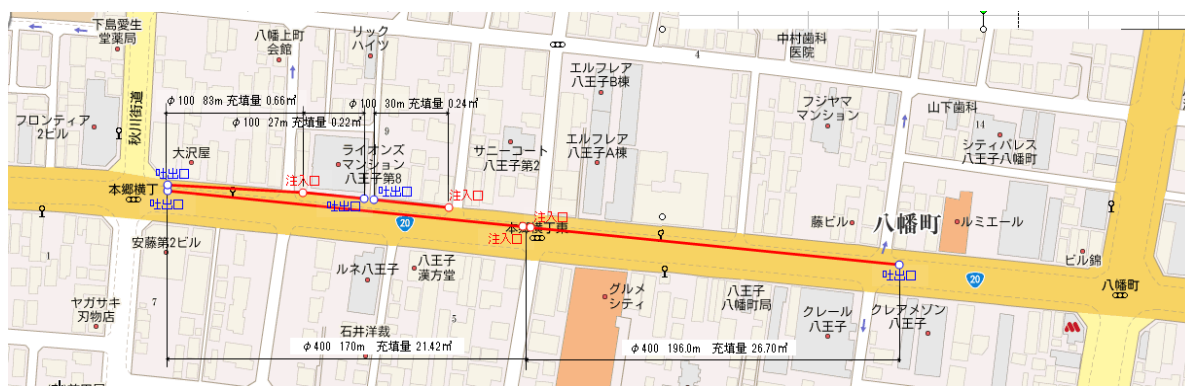 下島愛生
堂薬局
八幡上町
会館
リック
ハイツ
4
中村歯科
医院
エルフレア
八王子B棟
φ100 83m 充填量 0.66㎥
φ100 30m 充填量 0.24㎥
φ100 27m 充填量 0.22㎥
9
フロンティア
2ビル
秋川街道
フジヤマ
マンション
山下歯科
14
シティパレス
八王子八幡町
エルフレア
八王子A棟
サニーコート
八王子第2
大沢屋
ライオンズ
マンション
八王子第8
吐出口
注入口
吐出口
注入口
本郷横丁
吐出口
吐出口
20
注入口
本郷横丁東
注入口
八幡町
藤ビル
ルミエール
安藤第2ビル
1
ルネ八王子
八王子
漢方堂
吐出口
20
ビル錦
八幡町
グルメ
シティ
八王子
八幡町局
クレール
八王子
クレアメゾン
八王子
ヤガサキ
刃物店
7
5
石井洋裁
φ400 170m 充填量 21.42㎥
φ400 196.0m 充填量 26.70㎥